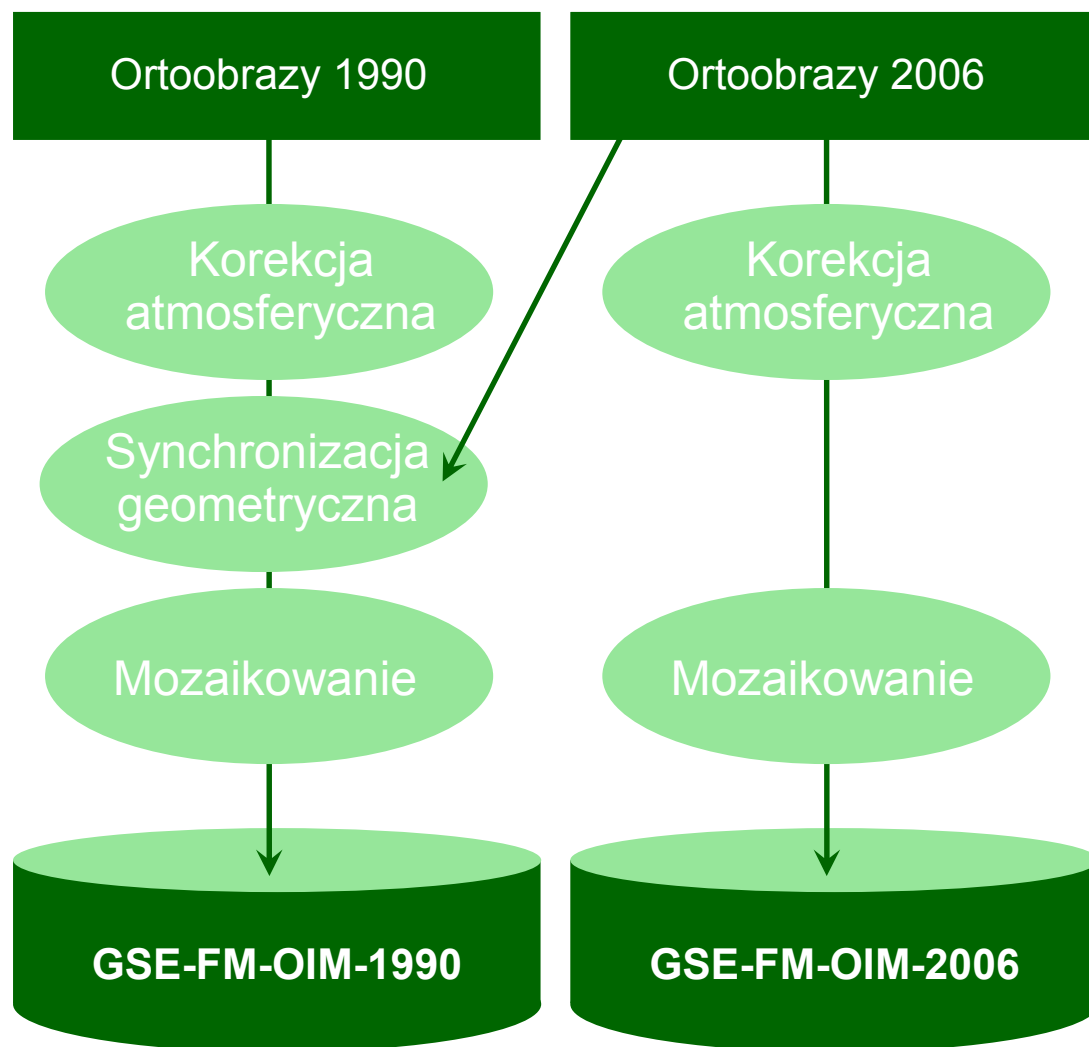 Ortoobrazy 1990
Ortoobrazy 2006
Korekcja
atmosferyczna
Korekcja
atmosferyczna
Synchronizacja
geometryczna
Mozaikowanie
Mozaikowanie
GSE-FM-OIM-1990
GSE-FM-OIM-2006